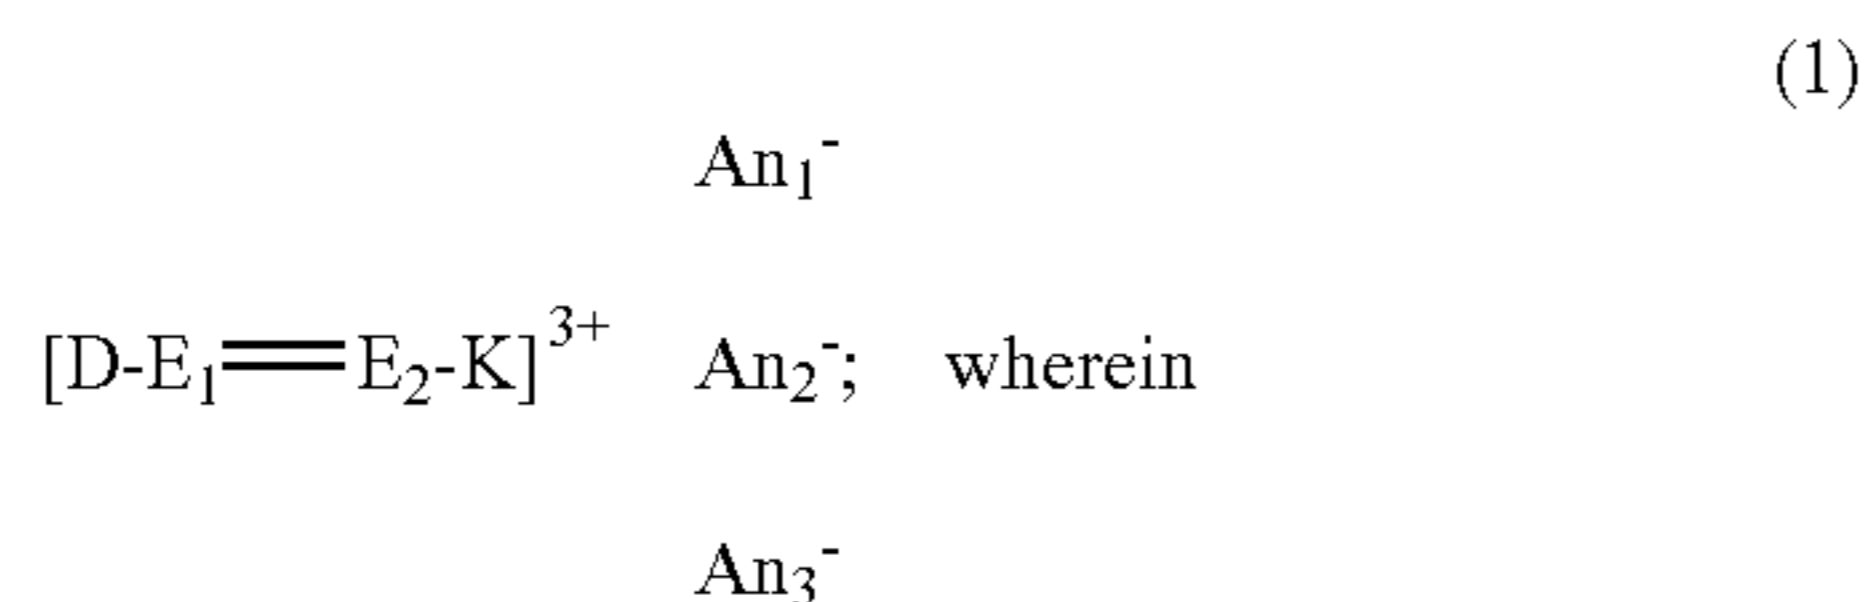 (1)
An₁⁻
[D-E₁═E₂-K]³⁺ An₂⁻; wherein
An₃⁻